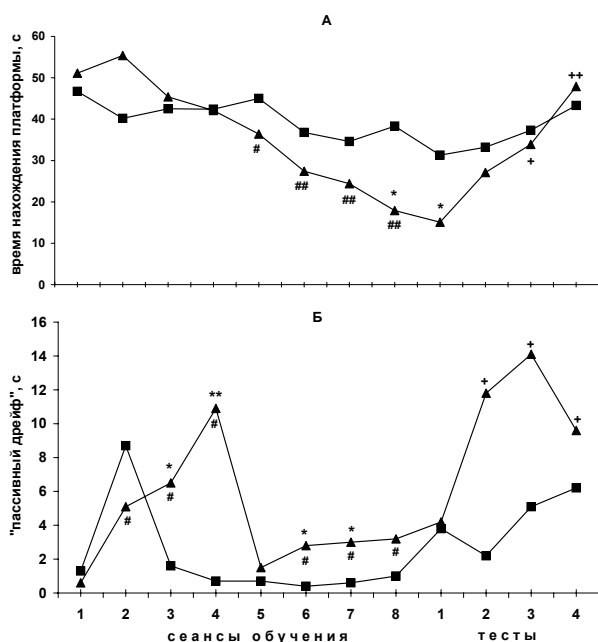 А
время нахождения платформы, с
60
50
40
30
20
10
0
# ## ## * ## * + ++
Б
"пассивный дрейф", с
16
14
12
10
8
6
4
2
0
# * # ** # * # * # # + + +
1 2 3 4 5 6 7 8 1 2 3 4
сеансы обучения тесты